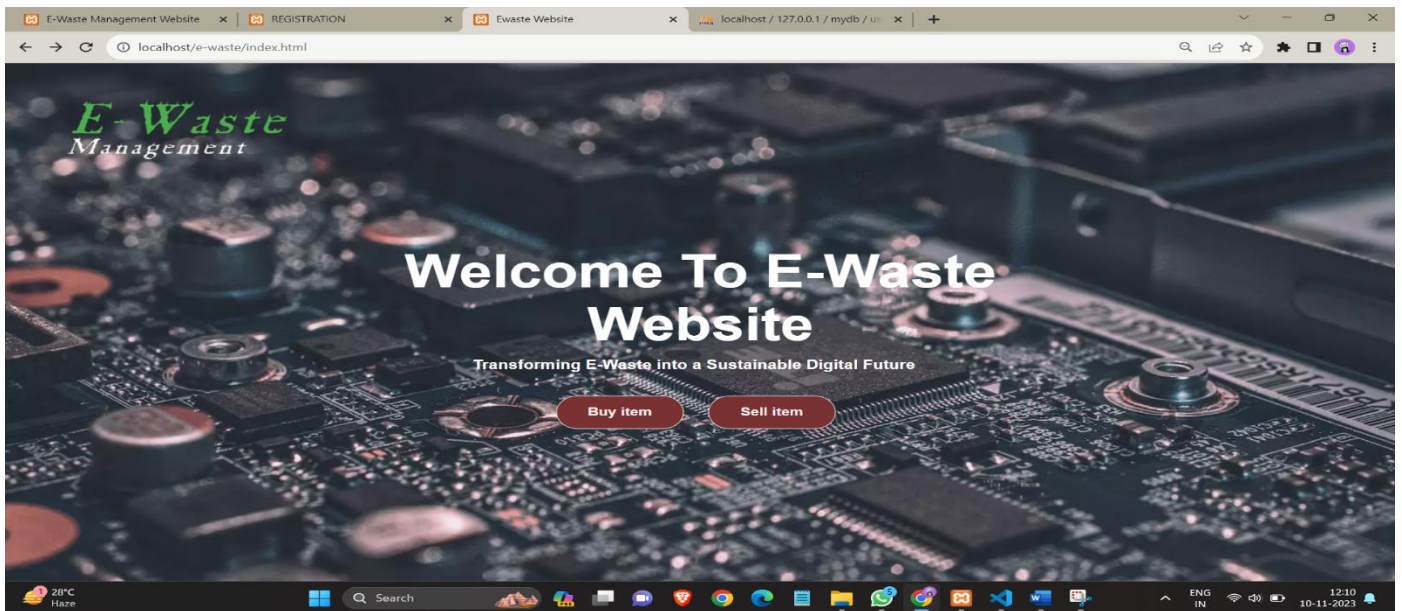 E-Waste Management Website
REGISTRATION
Ewaste Website
localhost / 127.0.0.1 / mydb / us
localhost/e-waste/index.html
E-Waste
Management
Welcome To E-Waste
Website
Transforming E-Waste into a Sustainable Digital Future
Buy item
Sell item
28°C
Haze
Search
ENG
IN
12:10
10-11-2023